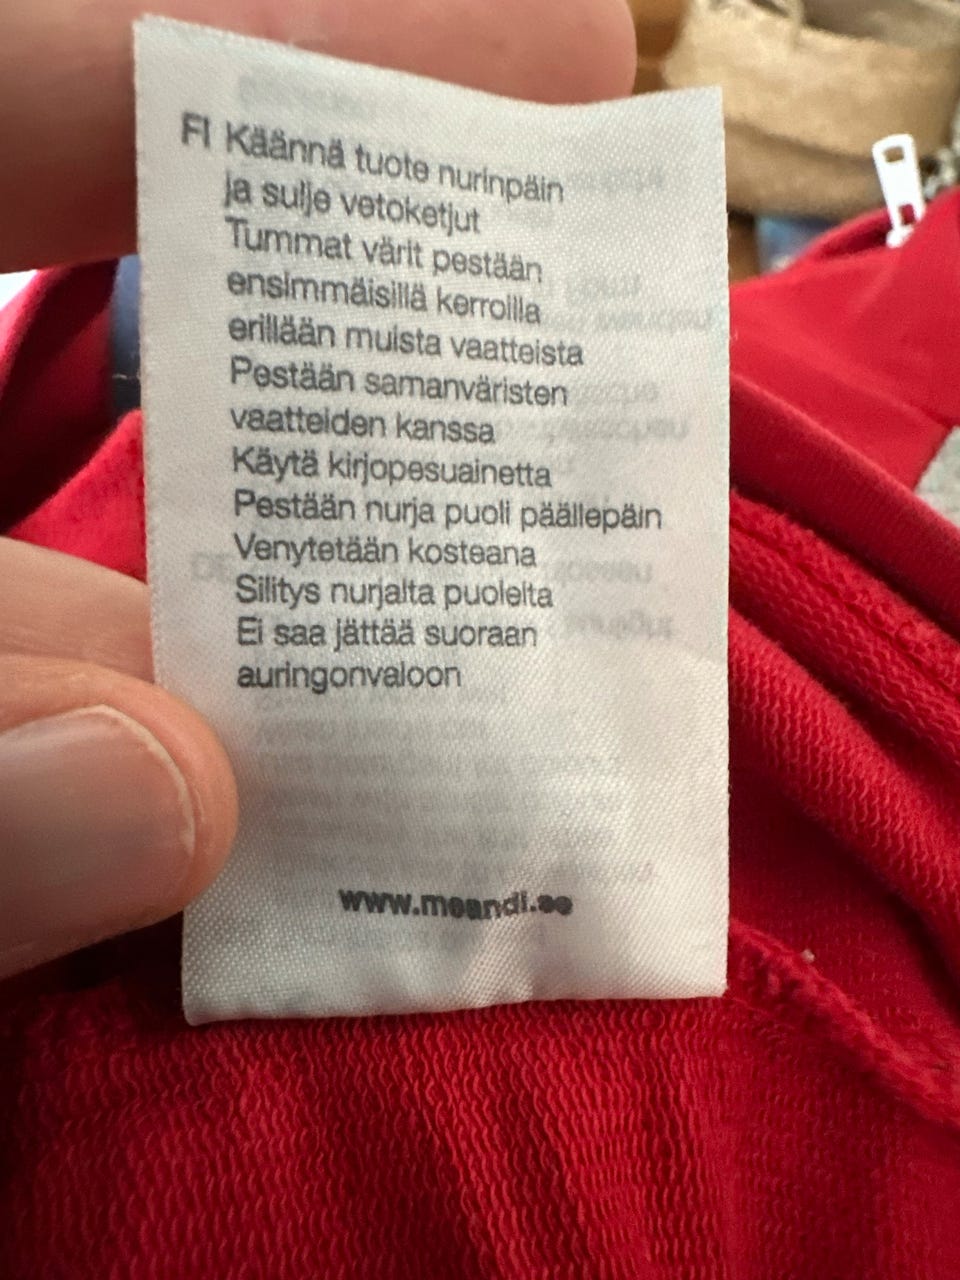 FI Käännä tuote nurinpäin
ja sulje vetoketjut
Tummat värit pestään
ensimmäisillä kerroilla
erillään muista vaatteista
Pestään samanväristen
vaatteiden kanssa
Käytä kirjopesuainetta
Pestään nurja puoli päällepäin
Venytetään kosteana
Silitys nurjalta puolelta
Ei saa jättää suoraan
auringonvaloon
www.meandi.ee